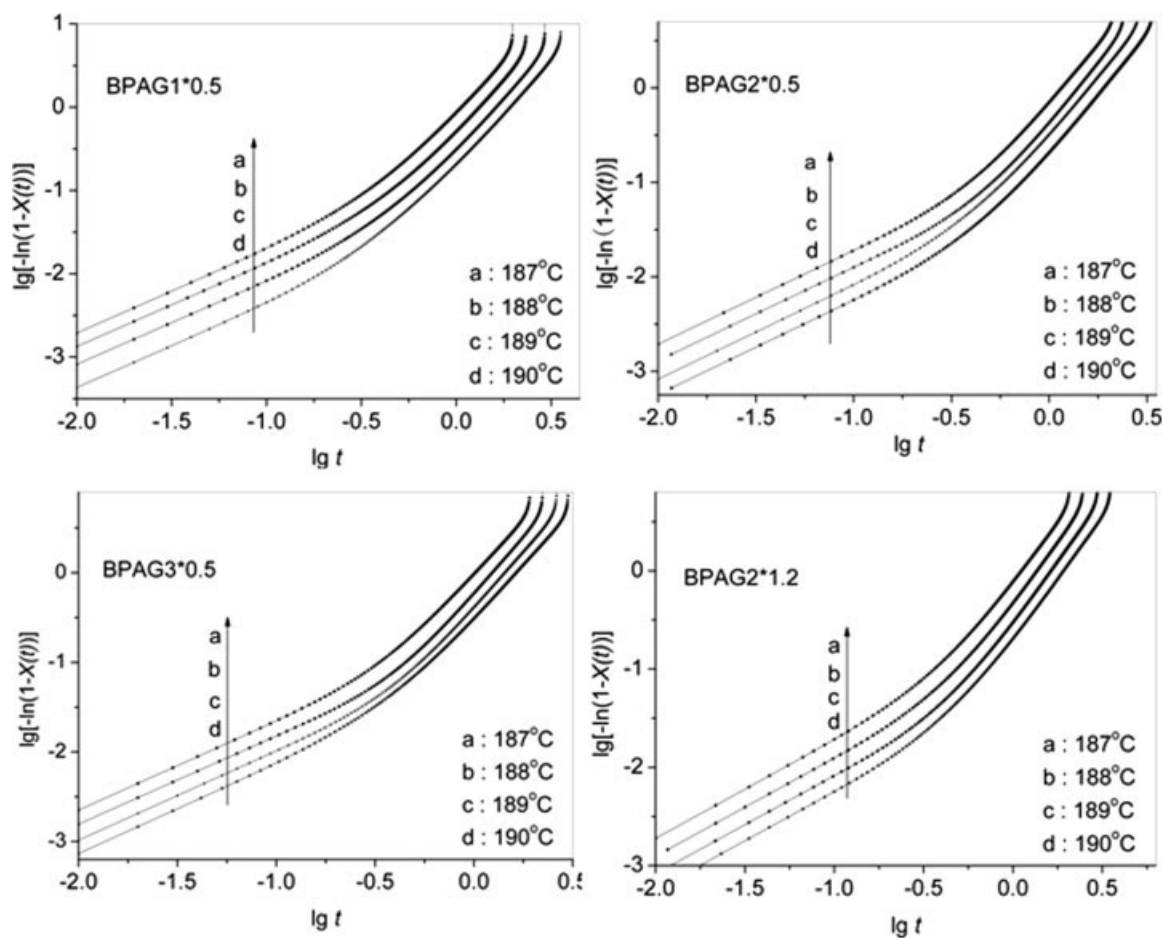 lg[-ln(1-X(t))]
1
0
-1
-2
-3
BPAG1*0.5
a
b
c
d
a : 187°C
b : 188°C
c : 189°C
d : 190°C
-2.0 -1.5 -1.0 -0.5 0.0 0.5
lg t
lg[-ln (1-X(t))]
0
-1
-2
-3
BPAG2*0.5
a
b
c
d
a : 187°C
b : 188°C
c : 189°C
d : 190°C
-2.0 -1.5 -1.0 -0.5 0.0 0.5
lg t
lg[-ln(1-X(t))]
0
-1
-2
-3
BPAG3*0.5
a
b
c
d
a : 187°C
b : 188°C
c : 189°C
d : 190°C
-2.0 -1.5 -1.0 -0.5 0.0 0.5
lg t
lg[-ln(1-X(t))]
0
-1
-2
-3
BPAG2*1.2
a
b
c
d
a : 187°C
b : 188°C
c : 189°C
d : 190°C
-2.0 -1.5 -1.0 -0.5 0.0 0.5
lg t